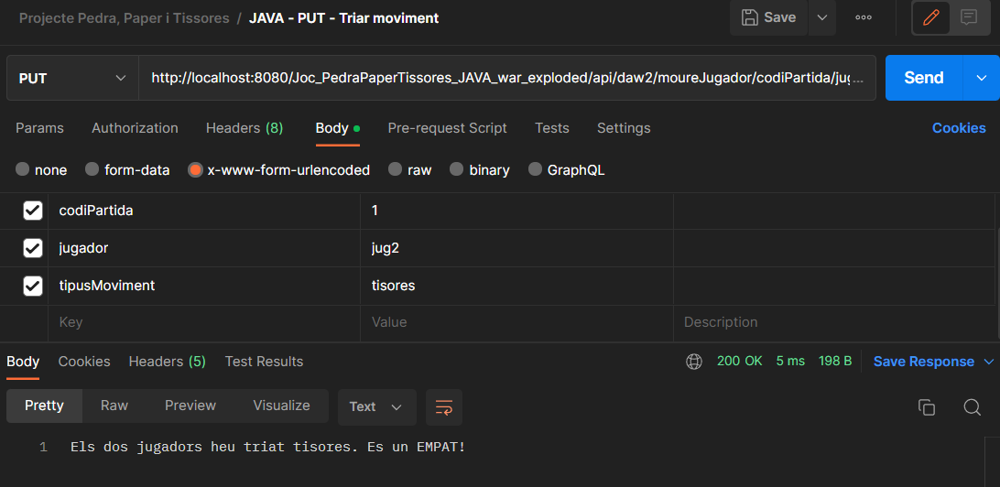 Projecte Pedra, Paper i Tissores / JAVA - PUT - Triar moviment Save ooo
PUT http://localhost:8080/Joc_PedraPaperTissores_JAVA_war_exploded/api/daw2/moureJugador/codiPartida/jug... Send
Params Authorization Headers (8) Body Pre-request Script Tests Settings Cookies
none form-data x-www-form-urlencoded raw binary GraphQL
codiPartida 1
jugador jug2
tipusMoviment tisores
Key Value Description
Body Cookies Headers (5) Test Results 200 OK 5 ms 198 B Save Response
Pretty Raw Preview Visualize Text
1 Els dos jugadors heu triat tisores. Es un EMPAT!